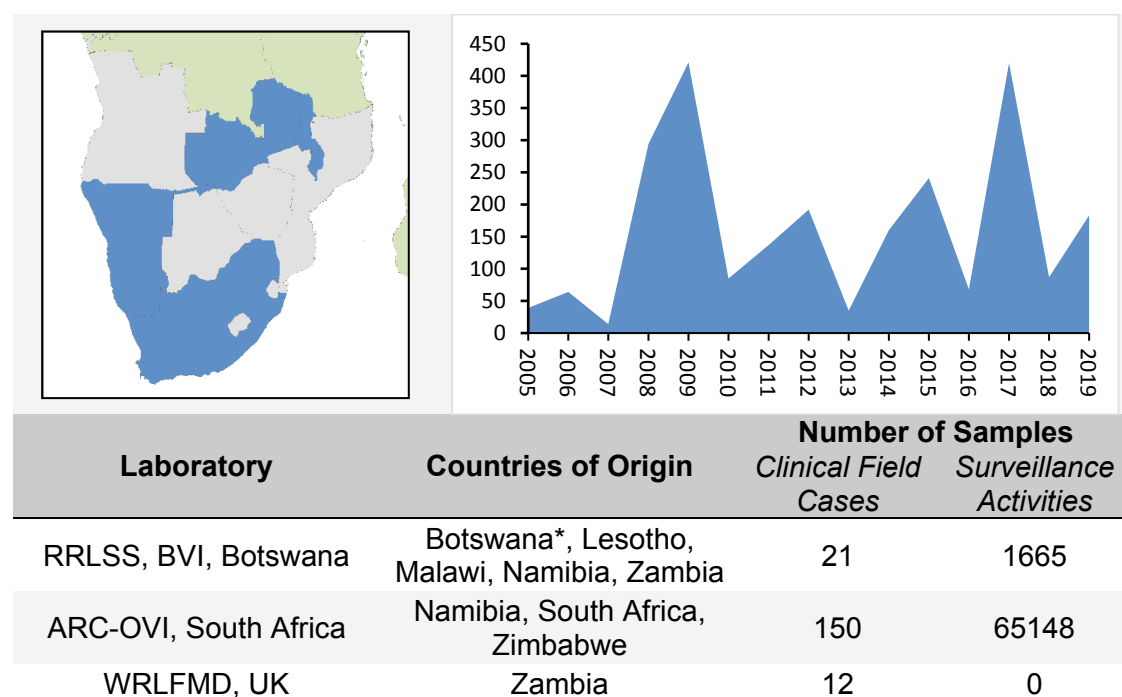 450
400
350
300
250
200
150
100
50
0
2005
2006
2007
2008
2009
2010
2011
2012
2013
2014
2015
2016
2017
2018
2019
Number of Samples
Laboratory
Countries of Origin
Clinical Field
Cases
Surveillance
Activities
RRLSS, BVI, Botswana
Botswana*, Lesotho,
Malawi, Namibia, Zambia
21
1665
ARC-OVI, South Africa
Namibia, South Africa,
Zimbabwe
150
65148
WRLFMD, UK
Zambia
12
0